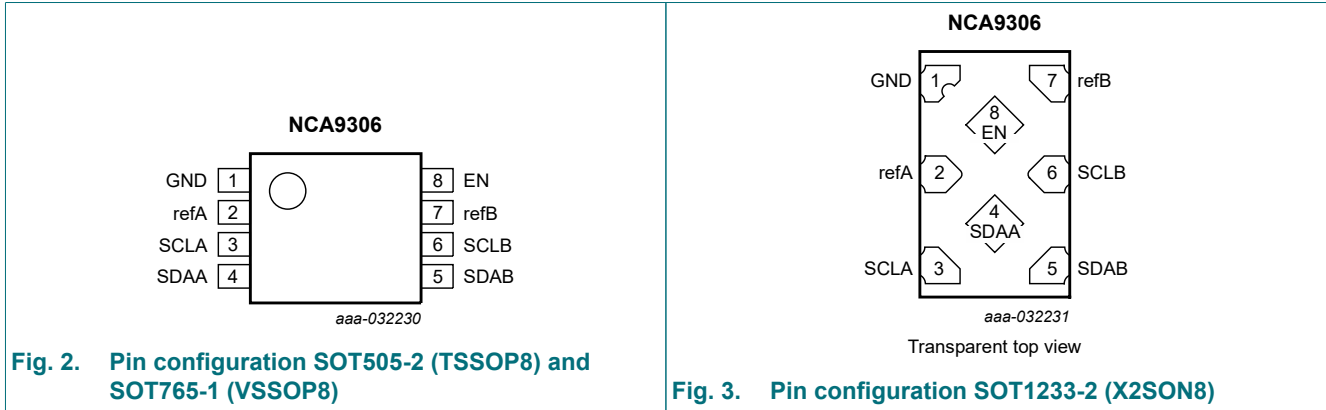 NCA9306
GND 1 8 EN
refA 2 7 refB
SCLA 3 6 SCLB
SDAA 4 5 SDAB
aaa-032230
Fig. 2. Pin configuration SOT505-2 (TSSOP8) and
SOT765-1 (VSSOP8)
NCA9306
GND 1 7 refB
8
EN
refA 2 6 SCLB
4
SDAA
SCLA 3 5 SDAB
aaa-032231
Transparent top view
Fig. 3. Pin configuration SOT1233-2 (X2SON8)